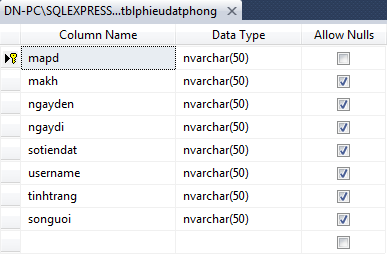 DN-PC\SQLEXPRESS...tblphieudatphong
Column Name Data Type Allow Nulls
mapd nvarchar(50)
makh nvarchar(50)
ngayden nvarchar(50)
ngaydi nvarchar(50)
sotiendat nvarchar(50)
username nvarchar(50)
tinhtrang nvarchar(50)
songuoi nvarchar(50)